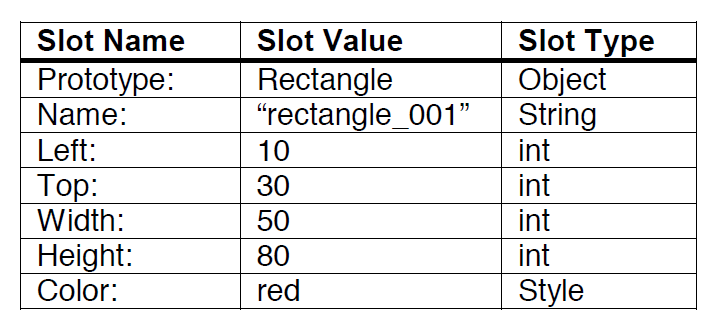 Slot Name Slot Value Slot Type
Prototype: Rectangle Object
Name: “rectangle_001” String
Left: 10 int
Top: 30 int
Width: 50 int
Height: 80 int
Color: red Style